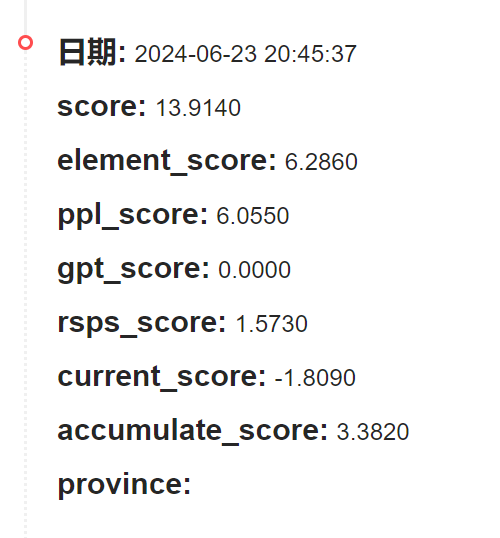 日期: 2024-06-23 20:45:37
score: 13.9140
element_score: 6.2860
ppl_score: 6.0550
gpt_score: 0.0000
rsps_score: 1.5730
current_score: -1.8090
accumulate_score: 3.3820
province: